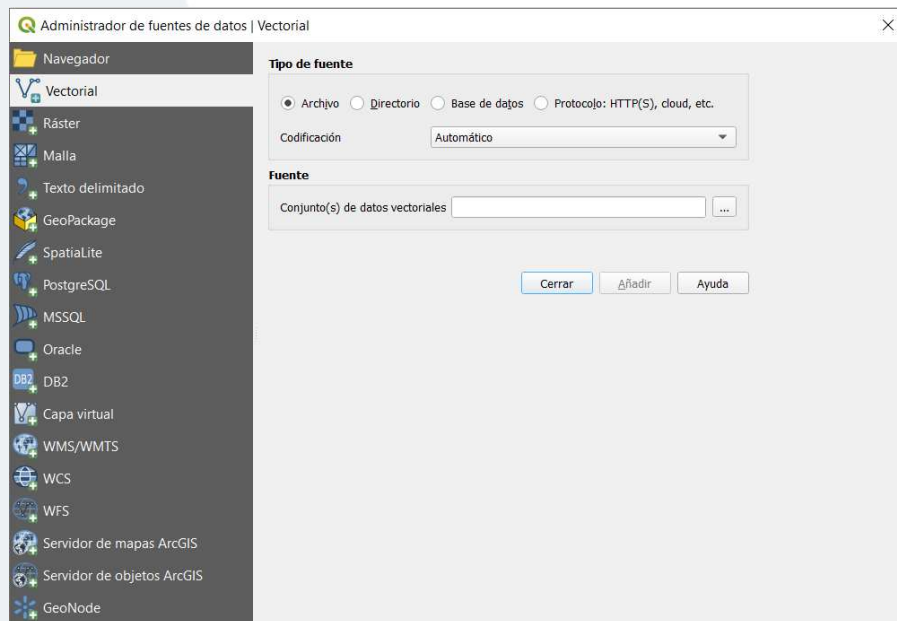 Administrador de fuentes de datos | Vectorial
Navegador
Vectorial
Ráster
Malla
Texto delimitado
GeoPackage
SpatiaLite
PostgreSQL
MSSQL
Oracle
DB2
DB2
Capa virtual
WMS/WMTS
WCS
WFS
Servidor de mapas ArcGIS
Servidor de objetos ArcGIS
GeoNode
Tipo de fuente
Archivo Directorio Base de datos Protocolo: HTTP(S), cloud, etc.
Codificación Automático
Fuente
Conjunto(s) de datos vectoriales ...
Cerrar Añadir Ayuda